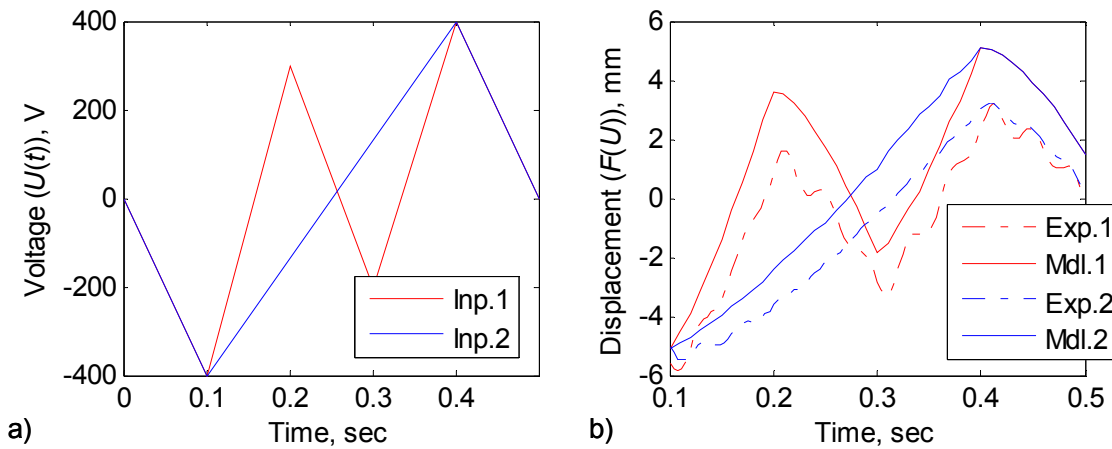 400
200
0
-200
-400
Voltage (U(t)), V
0
0.1
0.2
0.3
0.4
Time, sec
Inp.1
Inp.2
a)
6
4
2
0
-2
-4
-6
Displacement (F(U)), mm
0.1
0.2
0.3
0.4
0.5
Time, sec
Exp.1
Mdl.1
Exp.2
Mdl.2
b)